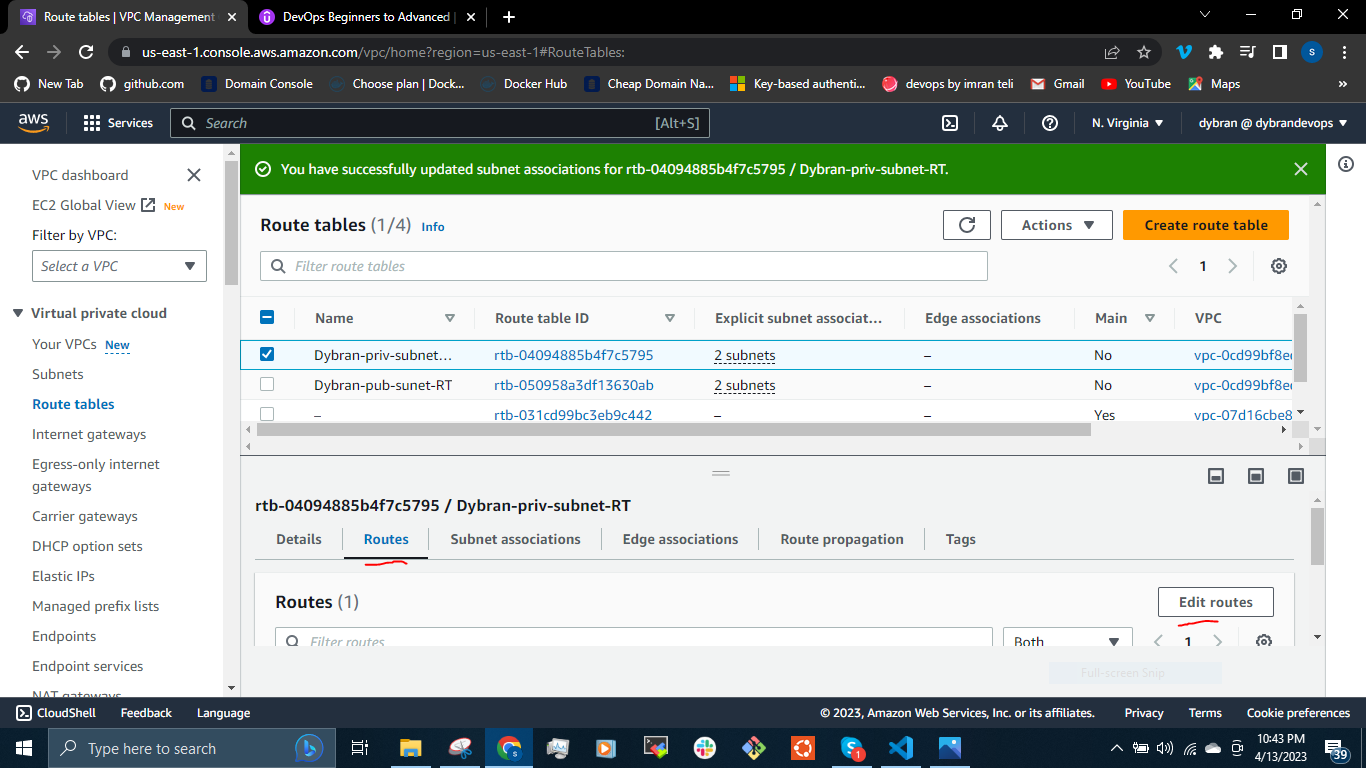 Route tables | VPC Management
DevOps Beginners to Advanced |
us-east-1.console.aws.amazon.com/vpc/home?region=us-east-1#RouteTables:
S
New Tab
github.com
Domain Console
Choose plan | Dock...
Docker Hub
Cheap Domain Na...
Key-based authenti...
devops by imran teli
Gmail
YouTube
Maps
»
aws
Services
Search
[Alt+S]
N. Virginia
dybran @ dybrandevops
VPC dashboard
EC2 Global View
New
Filter by VPC:
Select a VPC
Virtual private cloud
Your VPCs New
Subnets
Route tables
Internet gateways
Egress-only internet
gateways
Carrier gateways
DHCP option sets
Elastic IPs
Managed prefix lists
Endpoints
Endpoint services
NAT gateways
You have successfully updated subnet associations for rtb-04094885b4f7c5795 / Dybran-priv-subnet-RT.
Route tables (1/4) Info
Actions
Create route table
Filter route tables
1
Name
Route table ID
Explicit subnet associat...
Edge associations
Main
VPC
Dybran-priv-subnet... rtb-04094885b4f7c5795 2 subnets – No vpc-0cd99bf8e
Dybran-pub-sunet-RT rtb-050958a3df13630ab 2 subnets – No vpc-0cd99bf8e
– rtb-031cd99bc3eb9c442 – – Yes vpc-07d16cbe8
rtb-04094885b4f7c5795 / Dybran-priv-subnet-RT
Details
Routes
Subnet associations
Edge associations
Route propagation
Tags
Routes (1)
Edit routes
Filter routes
Both
1
Full-screen Snip
CloudShell
Feedback
Language
© 2023, Amazon Web Services, Inc. or its affiliates.
Privacy
Terms
Cookie preferences
Type here to search
10:43 PM
4/13/2023
39